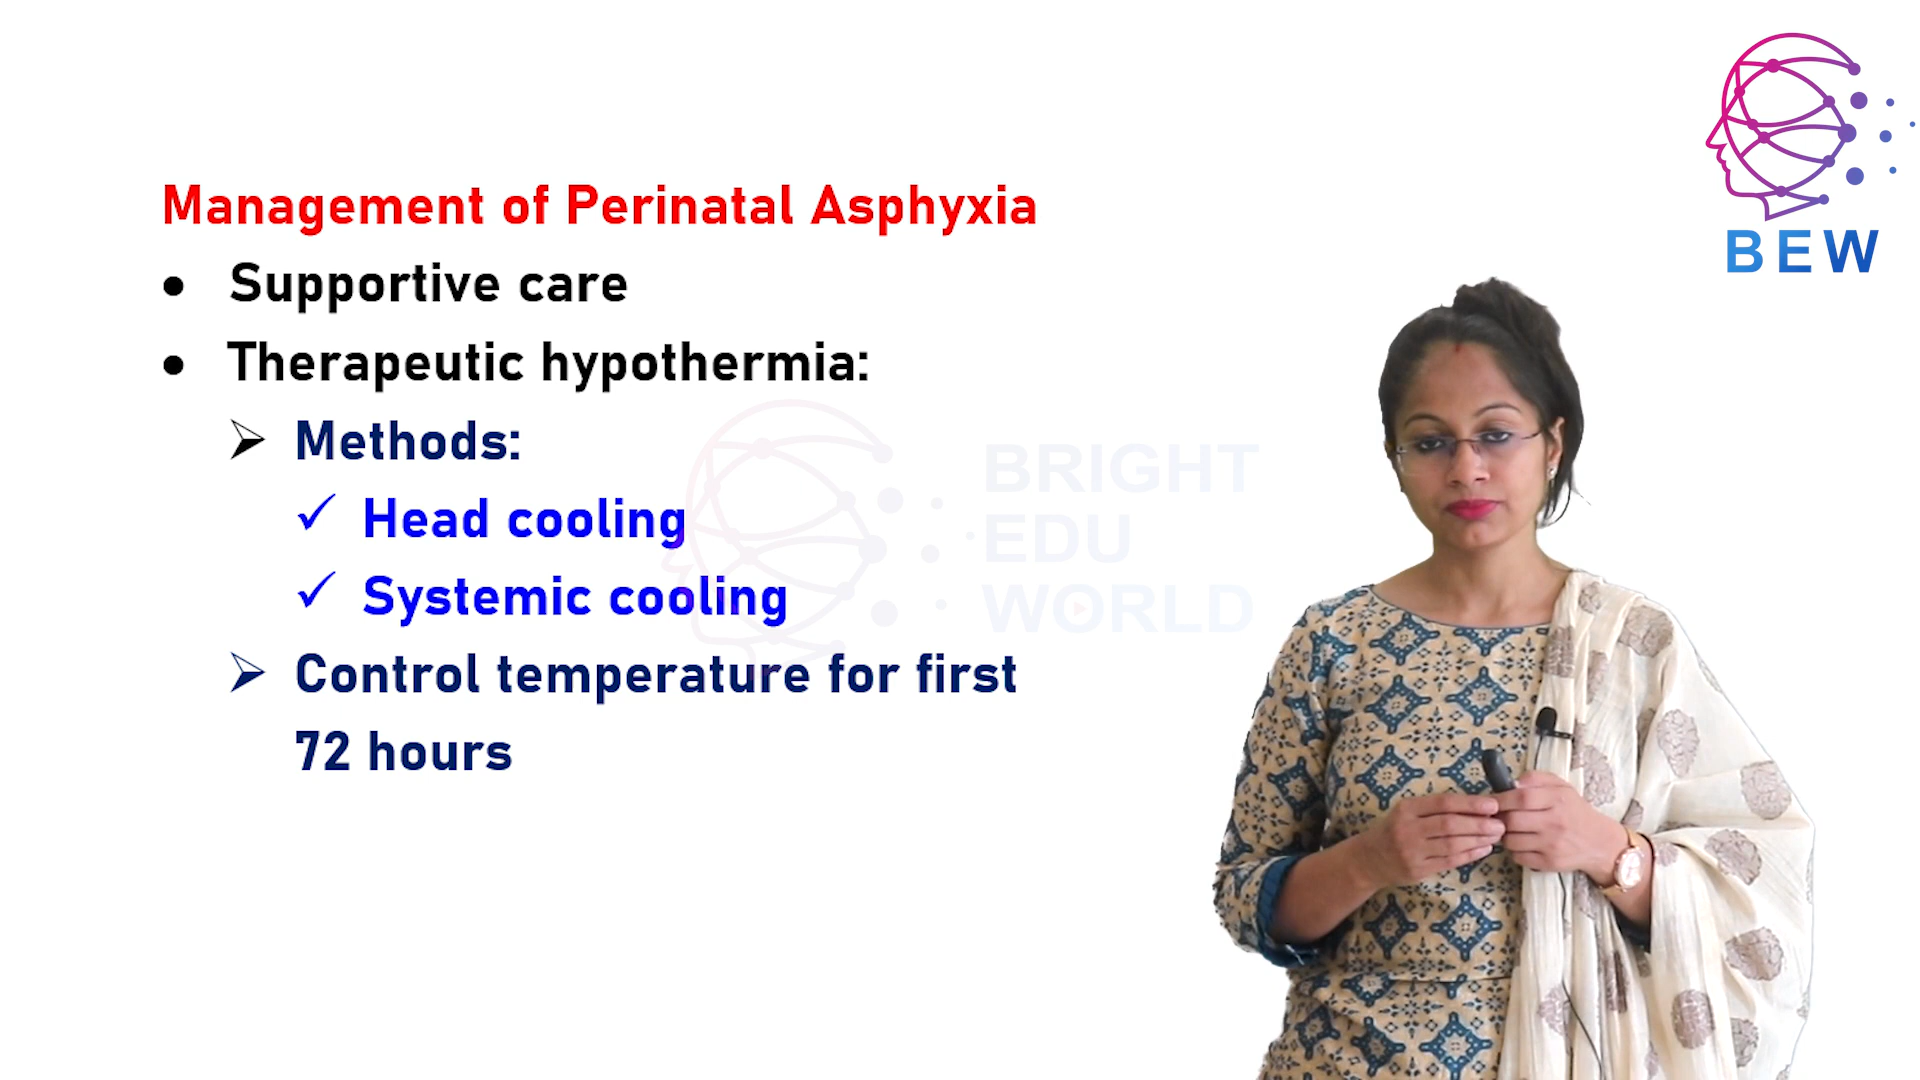 Management of Perinatal Asphyxia
• Supportive care
• Therapeutic hypothermia:
➢ Methods:
✓ Head cooling
✓ Systemic cooling
➢ Control temperature for first
72 hours
BEW
BRIGHT
EDU
WORLD